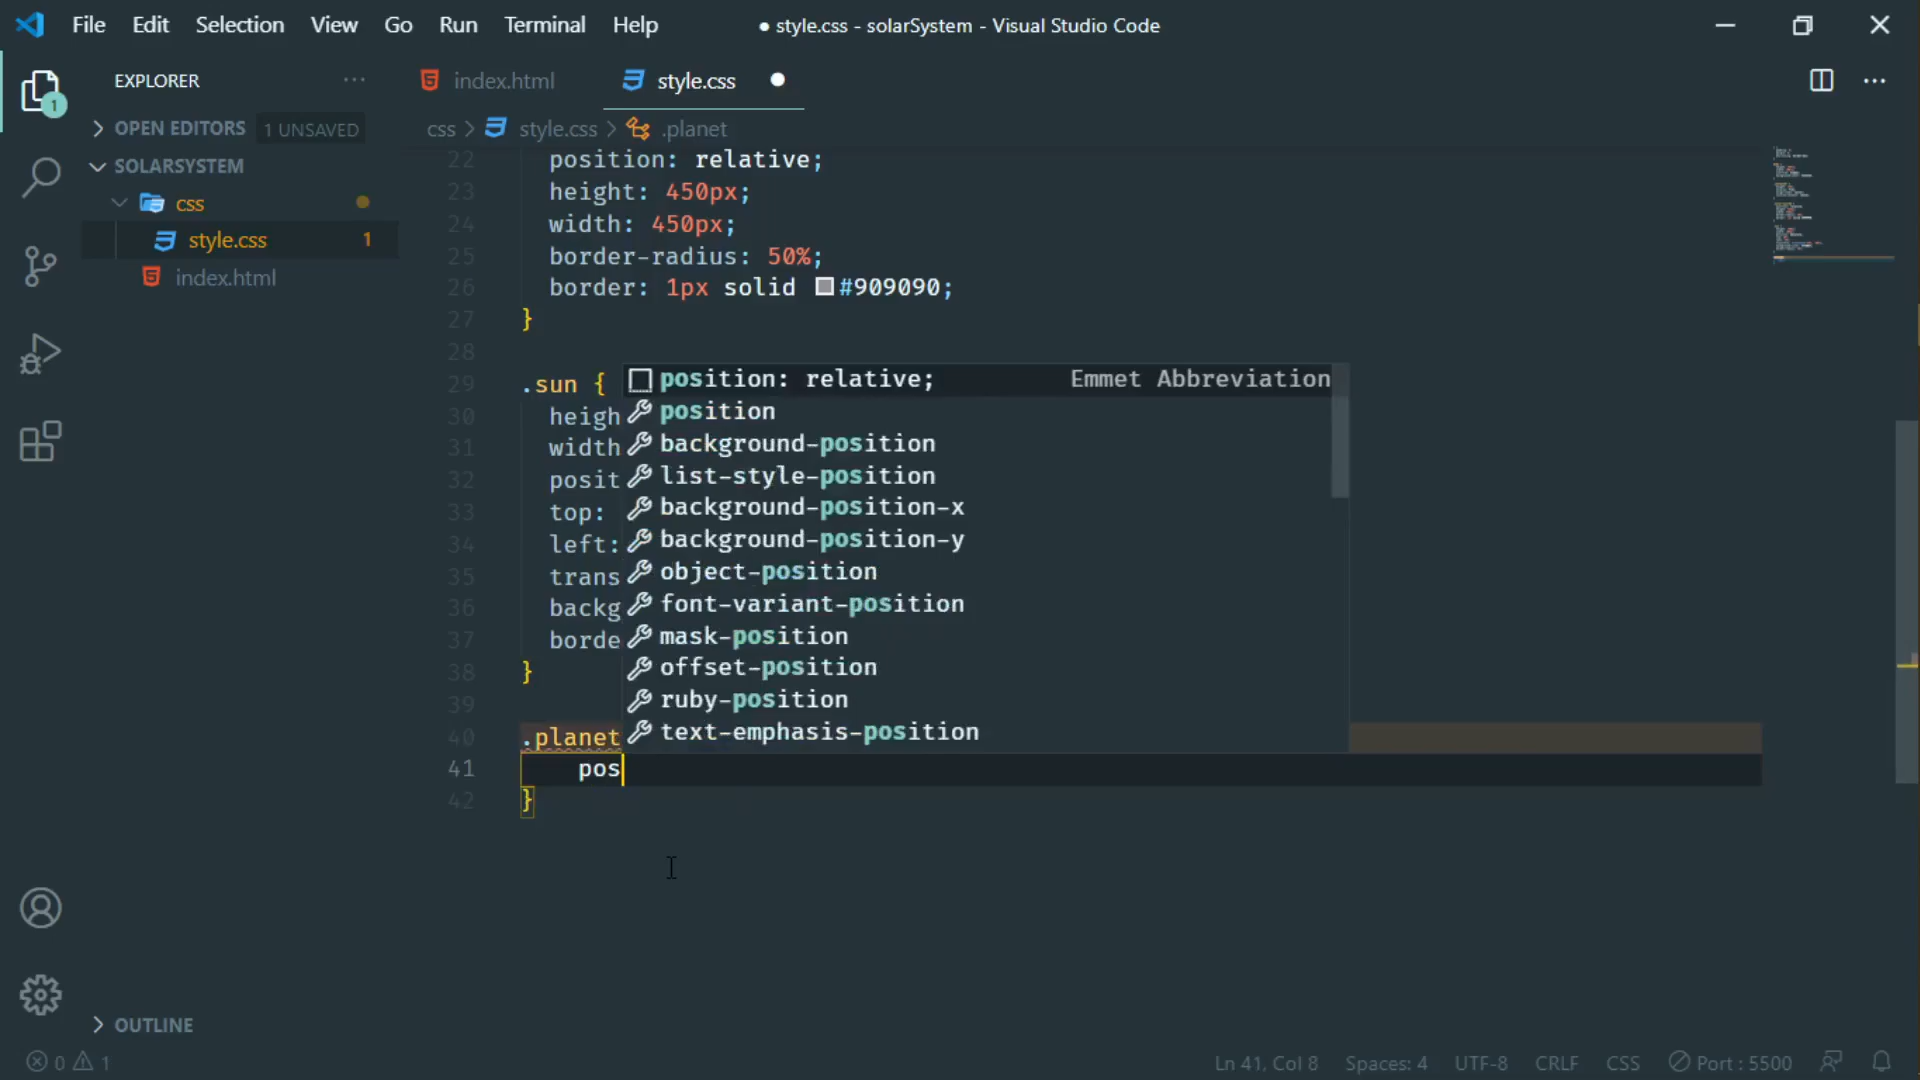 File Edit Selection View Go Run Terminal Help
● style.css - solarSystem - Visual Studio Code
EXPLORER
OPEN EDITORS 1 UNSAVED
SOLARSYSTEM
css
style.css 1
index.html
OUTLINE
1
index.html style.css
css > style.css > .planet
22 position: relative;
23 height: 450px;
24 width: 450px;
25 border-radius: 50%;
26 border: 1px solid #909090;
27 }
28
29 .sun {
30 heigh
31 width
32 posit
33 top:
34 left:
35 trans
36 backg
37 borde
38 }
39
40 .planet
41 pos
42 }
position: relative; Emmet Abbreviation
position
background-position
list-style-position
background-position-x
background-position-y
object-position
font-variant-position
mask-position
offset-position
ruby-position
text-emphasis-position
0 1
Ln 41, Col 8 Spaces: 4 UTF-8 CRLF CSS Port : 5500